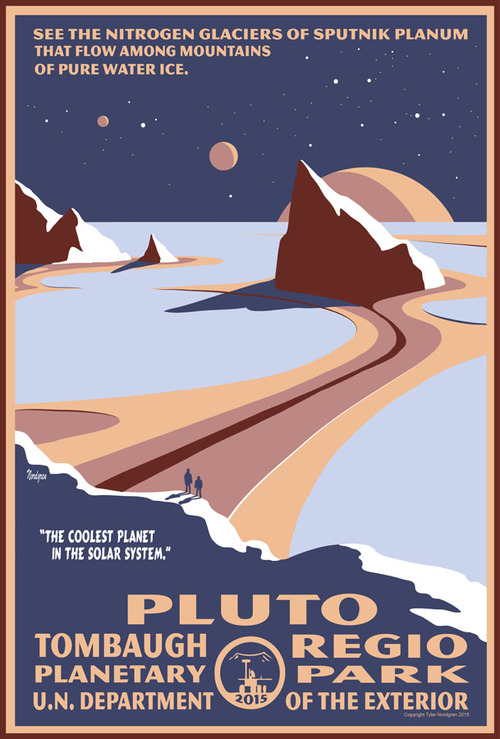 SEE THE NITROGEN GLACIERS OF SPUTNIK PLANUM
THAT FLOW AMONG MOUNTAINS
OF PURE WATER ICE.
Nordgren
"THE COOLEST PLANET
IN THE SOLAR SYSTEM."
PLUTO
TOMBAUGH REGIO
PLANETARY PARK
2015
U.N. DEPARTMENT OF THE EXTERIOR
Copyright Tyler Nordgren 2015